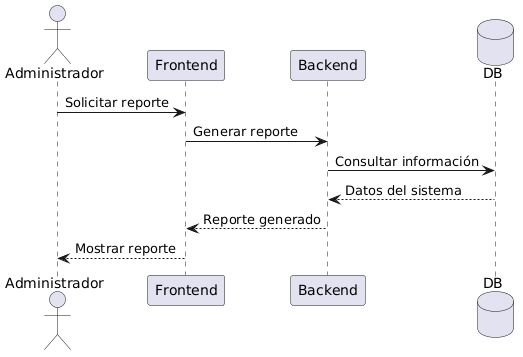 Administrador
Frontend
Backend
DB
Solicitar reporte
Generar reporte
Consultar información
Datos del sistema
Reporte generado
Mostrar reporte
Administrador
Frontend
Backend
DB